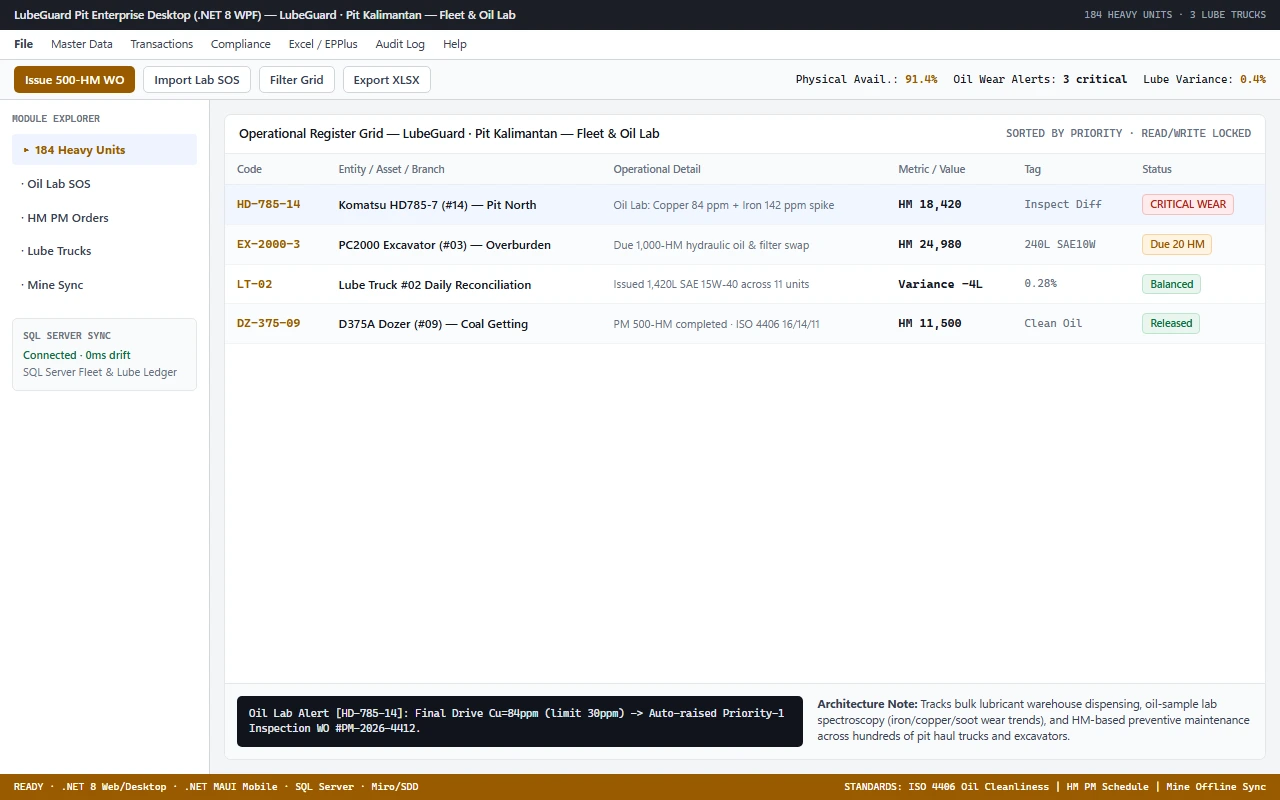 LubeGuard Pit Enterprise Desktop (.NET 8 WPF) — LubeGuard · Pit Kalimantan — Fleet & Oil Lab
184 HEAVY UNITS · 3 LUBE TRUCKS
File Master Data Transactions Compliance Excel / EPPlus Audit Log Help
Issue 500-HM WO Import Lab SOS Filter Grid Export XLSX
Physical Avail.: 91.4% Oil Wear Alerts: 3 critical Lube Variance: 0.4%
MODULE EXPLORER
▸ 184 Heavy Units
· Oil Lab SOS
· HM PM Orders
· Lube Trucks
· Mine Sync
SQL SERVER SYNC
Connected · 0ms drift
SQL Server Fleet & Lube Ledger
Operational Register Grid — LubeGuard · Pit Kalimantan — Fleet & Oil Lab
SORTED BY PRIORITY · READ/WRITE LOCKED
Code Entity / Asset / Branch Operational Detail Metric / Value Tag Status
HD-785-14 Komatsu HD785-7 (#14) — Pit North Oil Lab: Copper 84 ppm + Iron 142 ppm spike HM 18,420 Inspect Diff CRITICAL WEAR
EX-2000-3 PC2000 Excavator (#03) — Overburden Due 1,000-HM hydraulic oil & filter swap HM 24,980 240L SAE10W Due 20 HM
LT-02 Lube Truck #02 Daily Reconciliation Issued 1,420L SAE 15W-40 across 11 units Variance -4L 0.28% Balanced
DZ-375-09 D375A Dozer (#09) — Coal Getting PM 500-HM completed · ISO 4406 16/14/11 HM 11,500 Clean Oil Released
Oil Lab Alert [HD-785-14]: Final Drive Cu=84ppm (limit 30ppm) -> Auto-raised Priority-1
Inspection WO #PM-2026-4412.
Architecture Note: Tracks bulk lubricant warehouse dispensing, oil-sample lab
spectroscopy (iron/copper/soot wear trends), and HM-based preventive maintenance
across hundreds of pit haul trucks and excavators.
READY · .NET 8 Web/Desktop · .NET MAUI Mobile · SQL Server · Miro/SDD
STANDARDS: ISO 4406 Oil Cleanliness | HM PM Schedule | Mine Offline Sync